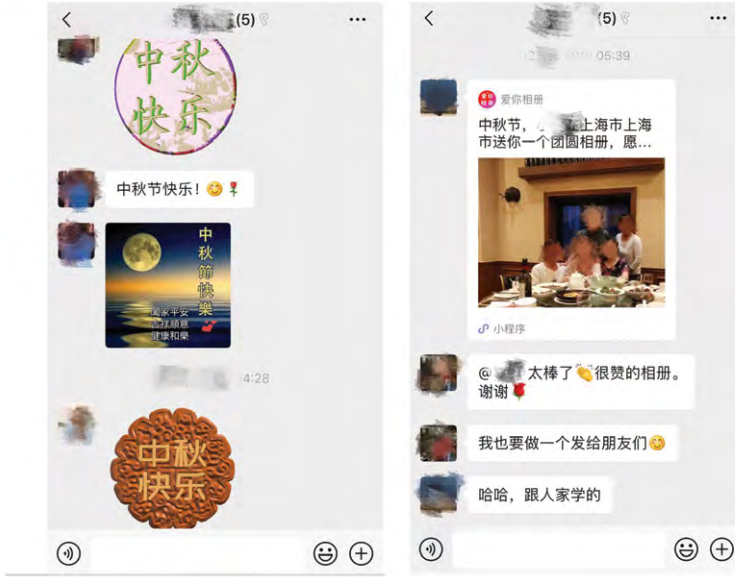 (5)
中秋
快乐
中秋节快乐!😊🌹
中
秋
節
快
樂
闔家平安
吉祥順意
健康和樂
4:28
中秋
快乐
(5)
05:39
爱你相册
中秋节,上海市上海
市送你一个团圆相册,愿...
小程序
@ 太棒了👏很赞的相册。
谢谢🌹
我也要做一个发给朋友们😊
哈哈,跟人家学的